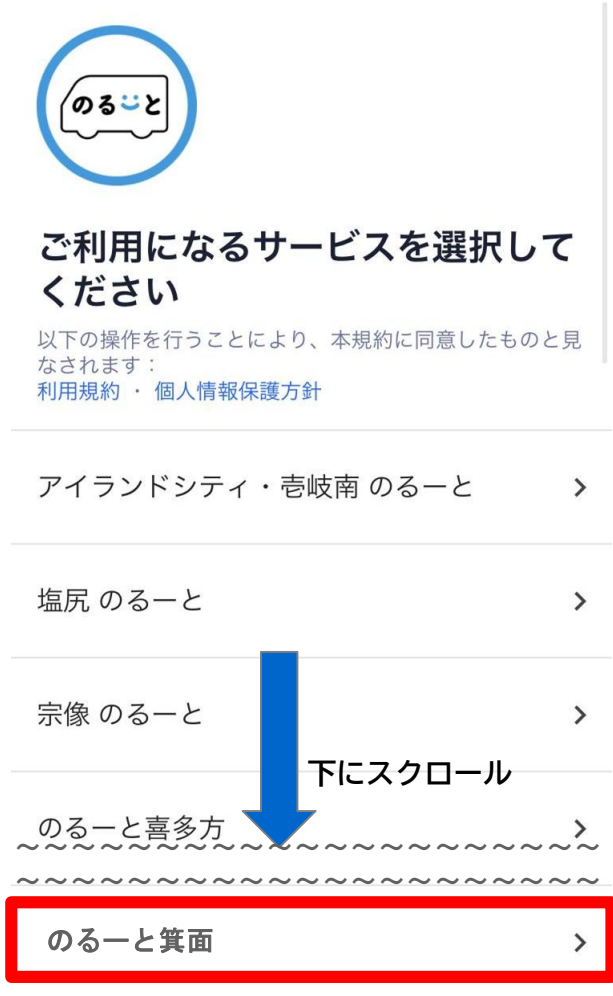 のるーと
ご利用になるサービスを選択して
ください
以下の操作を行うことにより、本規約に同意したものと見
なされます：
利用規約 ・ 個人情報保護方針
アイランドシティ・壱岐南 のるーと
塩尻 のるーと
宗像 のるーと
下にスクロール
のるーと喜多方
のるーと箕面